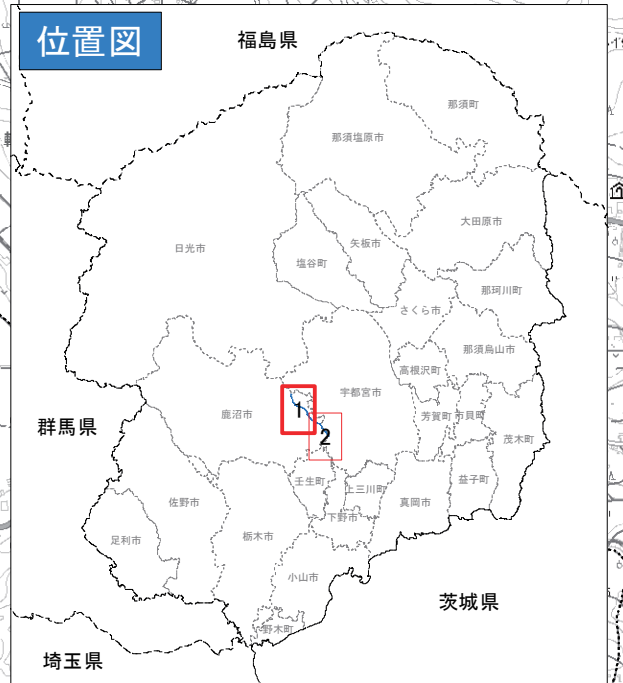 位置図
福島県
那須町
那須塩原市
大田原市
日光市
矢板市
塩谷町
那珂川町
さくら市
那須烏山市
高根沢町
宇都宮市
鹿沼市
1
芳賀町
市貝町
茂木町
群馬県
2
壬生町
上三川町
益子町
真岡市
佐野市
下野市
栃木市
足利市
小山市
茨城県
野木町
埼玉県